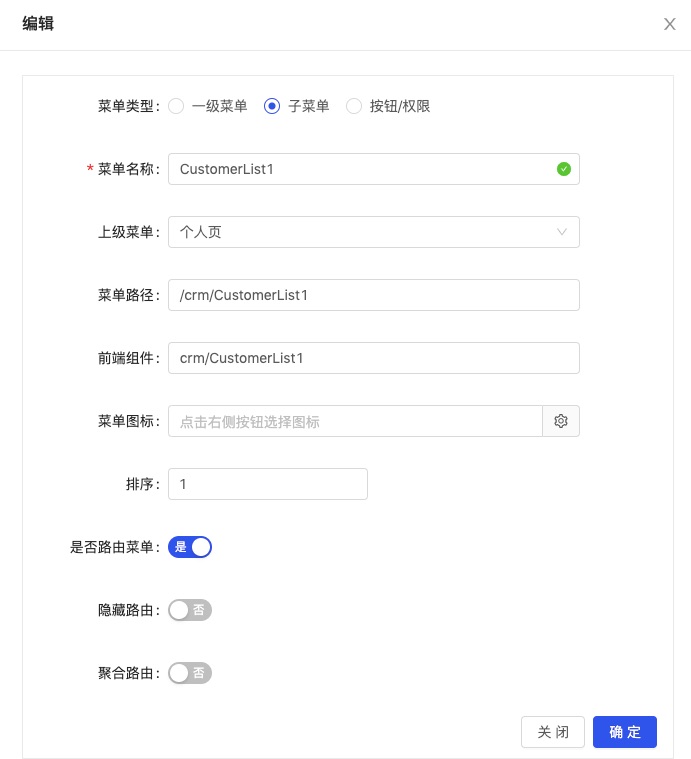 编辑
菜单类型： 一级菜单 子菜单 按钮/权限
* 菜单名称： CustomerList1
上级菜单： 个人页
菜单路径： /crm/CustomerList1
前端组件： crm/CustomerList1
菜单图标： 点击右侧按钮选择图标
排序： 1
是否路由菜单： 是
隐藏路由： 否
聚合路由： 否
关 闭 确 定